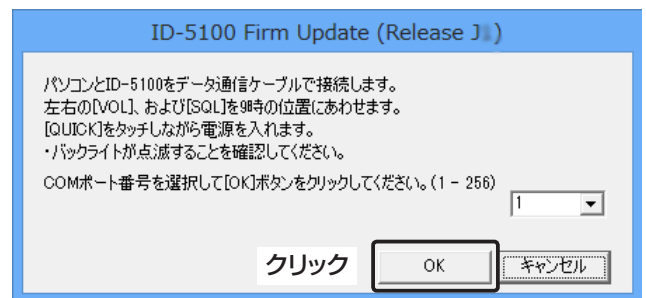 ID-5100 Firm Update (Release J)
パソコンとID-5100をデータ通信ケーブルで接続します。
左右の[VOL]、および[SQL]を9時の位置にあわせます。
[QUICK]をタッチしながら電源を入れます。
・バックライトが点滅することを確認してください。
COMポート番号を選択して[OK]ボタンをクリックしてください。(1 - 256)
1
クリック
OK
キャンセル